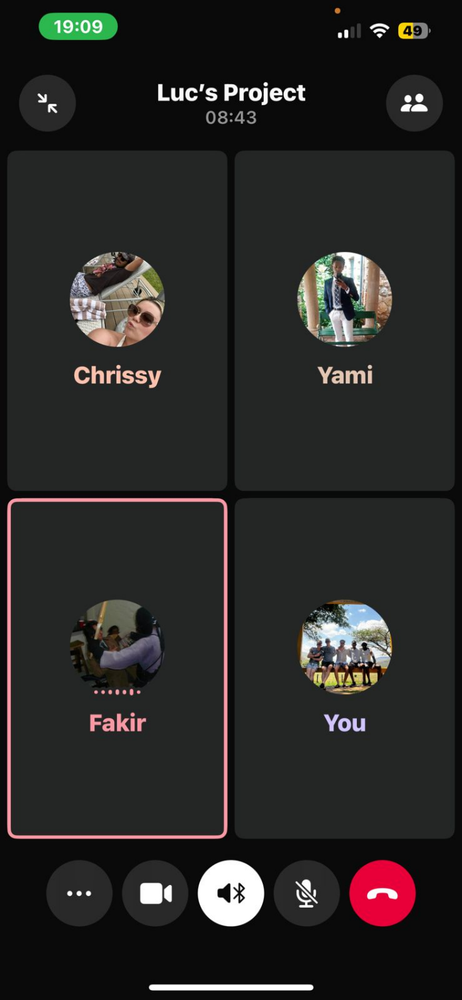 19:09
49
Luc's Project
08:43
Chrissy
Yami
Fakir
You